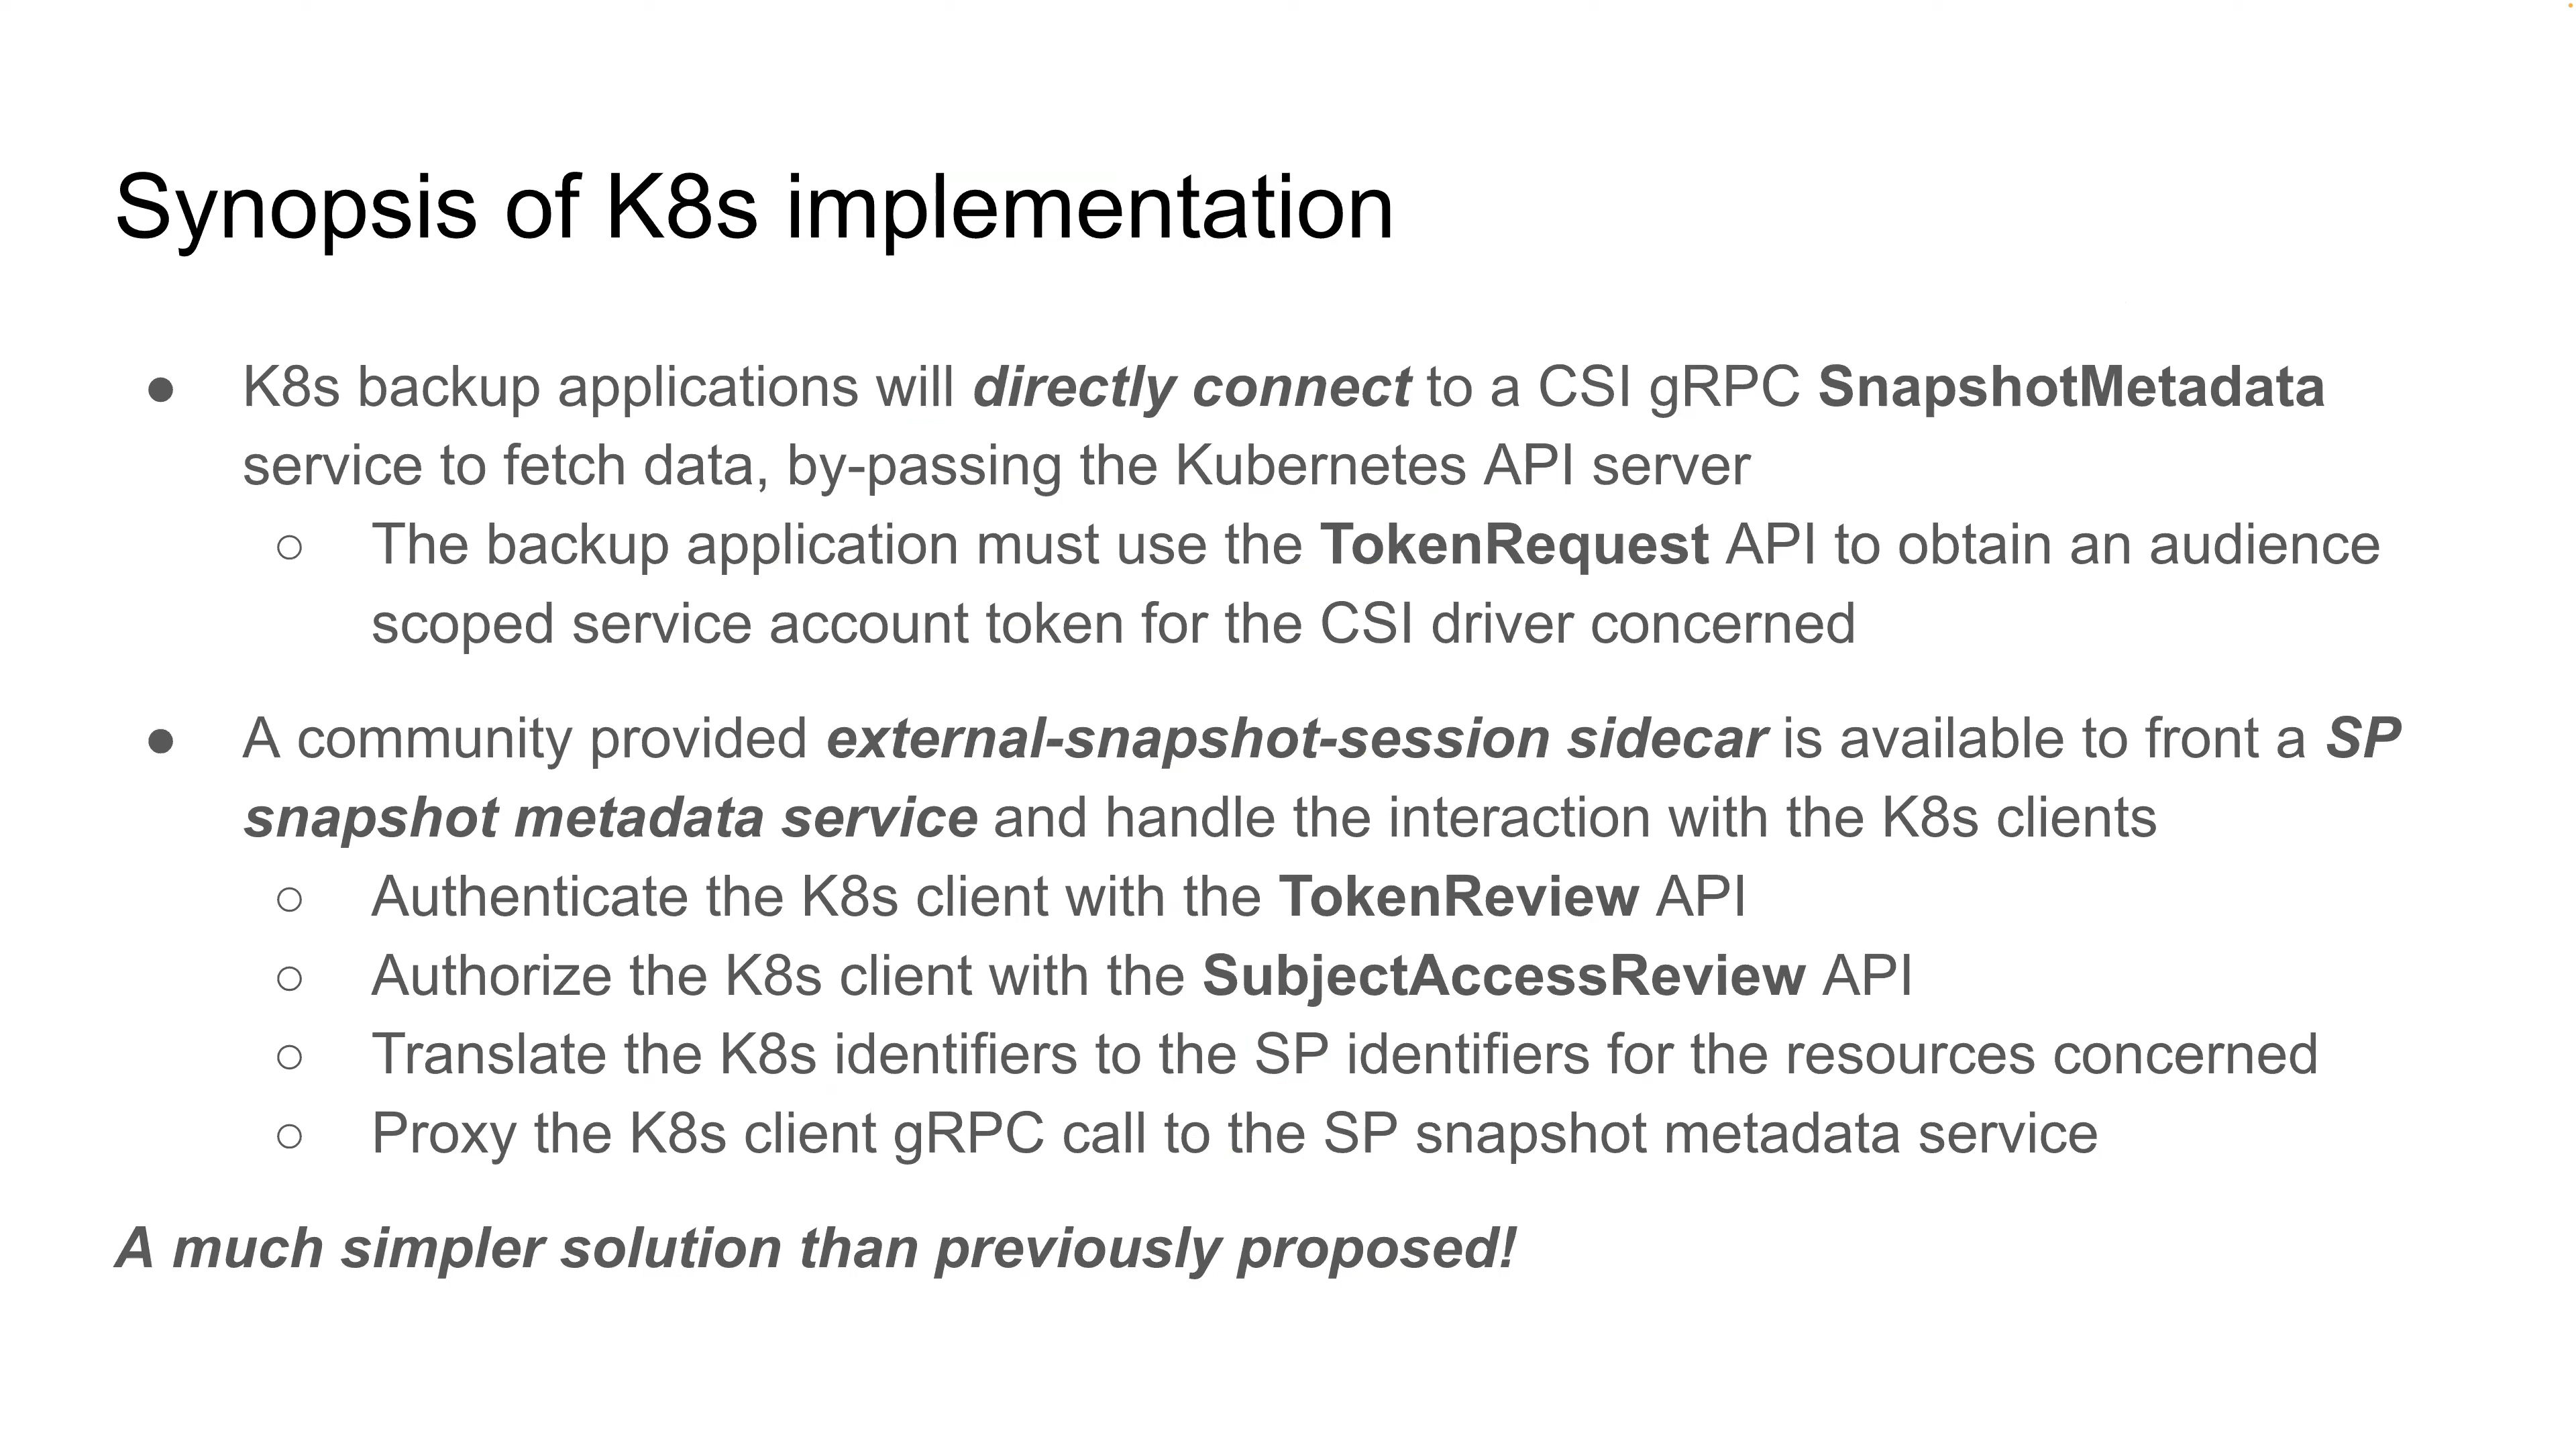 Synopsis of K8s implementation
● K8s backup applications will directly connect to a CSI gRPC SnapshotMetadata
service to fetch data, by-passing the Kubernetes API server
○ The backup application must use the TokenRequest API to obtain an audience
scoped service account token for the CSI driver concerned
● A community provided external-snapshot-session sidecar is available to front a SP
snapshot metadata service and handle the interaction with the K8s clients
○ Authenticate the K8s client with the TokenReview API
○ Authorize the K8s client with the SubjectAccessReview API
○ Translate the K8s identifiers to the SP identifiers for the resources concerned
○ Proxy the K8s client gRPC call to the SP snapshot metadata service
A much simpler solution than previously proposed!